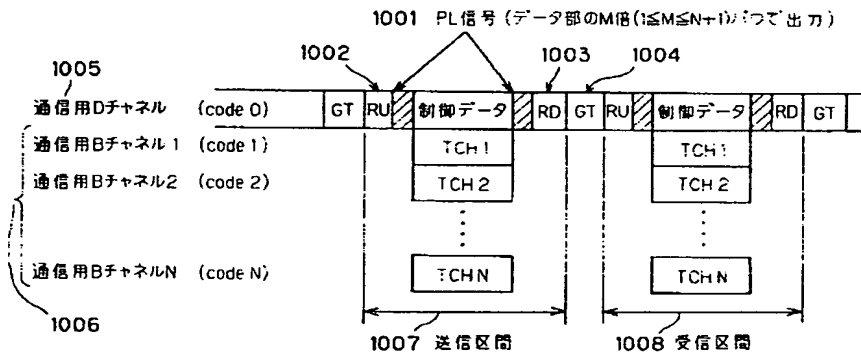 1001 PL信号(データ部のM倍(1≦M≦N+1)パワで出力)
1002 1003 1004
1005
通信用Dチャネル (code 0) GT RU 制御データ RD GT RU 制御データ RD GT
通信用Bチャネル1 (code 1) TCH 1 TCH 1
通信用Bチャネル2 (code 2) TCH 2 TCH 2
通信用BチャネルN (code N) TCH N TCH N
1006
1007 送信区間 1008 受信区間